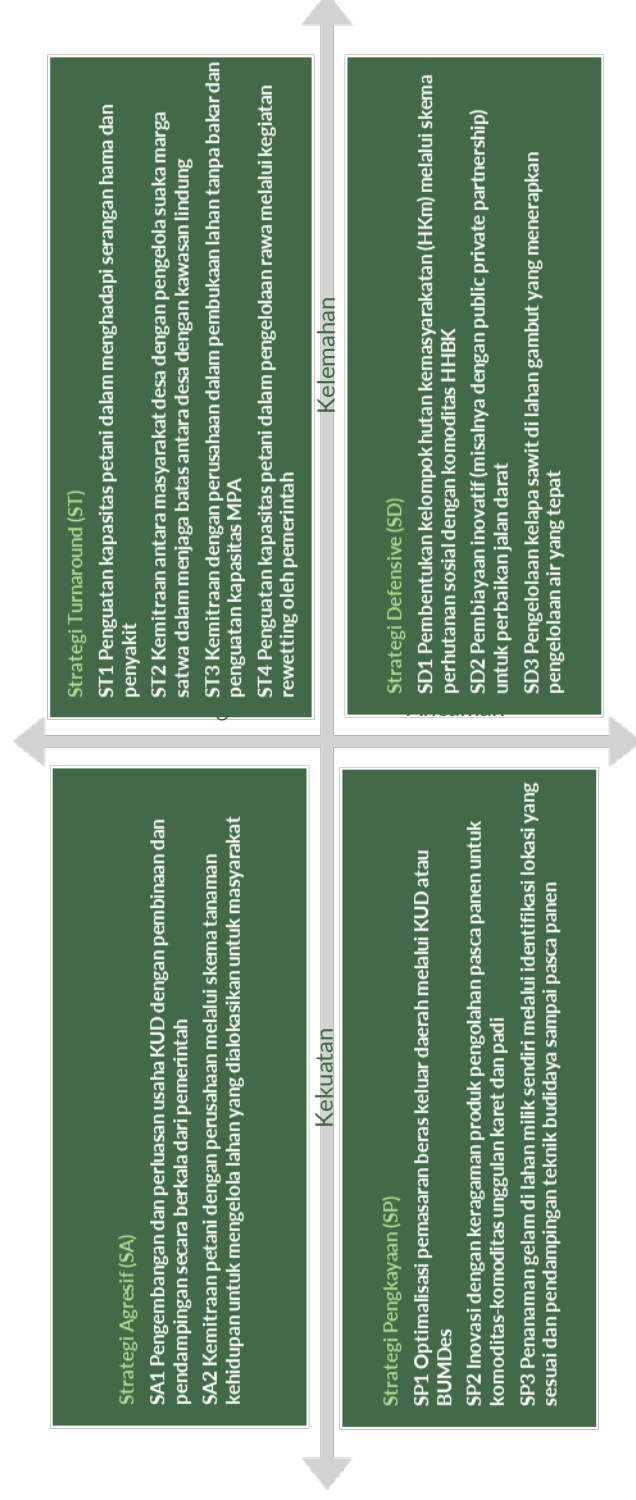 Strategi Agresif (SA)
SA1 Pengembangan dan perluasan usaha KUD dengan pembinaan dan
pendampingan secara berkala dari pemerintah
SA2 Kemitraan petani dengan perusahaan melalui skema tanaman
kehidupan untuk mengelola lahan yang dialokasikan untuk masyarakat
Strategi Turnaround (ST)
ST1 Penguatan kapasitas petani dalam menghadapi serangan hama dan
penyakit
ST2 Kemitraan antara masyarakat desa dengan pengelola suaka marga
satwa dalam menjaga batas antara desa dengan kawasan lindung
ST3 Kemitraan dengan perusahaan dalam pembukaan lahan tanpa bakar dan
penguatan kapasitas MPA
ST4 Penguatan kapasitas petani dalam pengelolaan rawa melalui kegiatan
rewetting oleh pemerintah
Kekuatan
Kelemahan
Strategi Pengkayaan (SP)
SP1 Optimalisasi pemasaran beras keluar daerah melalui KUD atau
BUMDes
SP2 Inovasi dengan keragaman produk pengolahan pasca panen untuk
komoditas-komoditas unggulan karet dan padi
SP3 Penanaman gelam di lahan milik sendiri melalui identifikasi lokasi yang
sesuai dan pendampingan teknik budidaya sampai pasca panen
Strategi Defensive (SD)
SD1 Pembentukan kelompok hutan kemasyarakatan (HKm) melalui skema
perhutanan sosial dengan komoditas HHBK
SD2 Pembiayaan inovatif (misalnya dengan public private partnership)
untuk perbaikan jalan darat
SD3 Pengelolaan kelapa sawit di lahan gambut yang menerapkan
pengelolaan air yang tepat